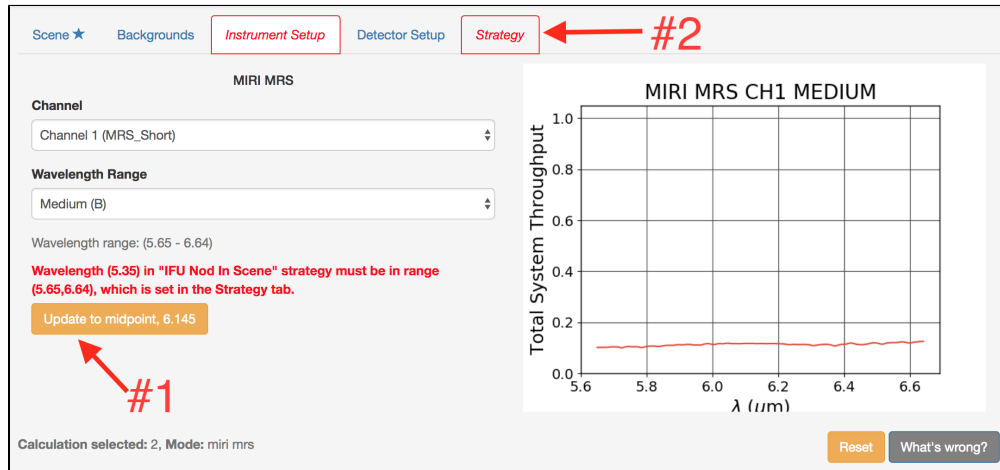 Scene ★
Backgrounds
Instrument Setup
Detector Setup
Strategy
#2
MIRI MRS
Channel
Channel 1 (MRS_Short)
Wavelength Range
Medium (B)
Wavelength range: (5.65 - 6.64)
Wavelength (5.35) in "IFU Nod In Scene" strategy must be in range
(5.65,6.64), which is set in the Strategy tab.
Update to midpoint, 6.145
#1
MIRI MRS CH1 MEDIUM
Total System Throughput
1.0
0.8
0.6
0.4
0.2
0.0
5.6 5.8 6.0 6.2 6.4 6.6
λ (μm)
Calculation selected: 2, Mode: miri mrs
Reset
What's wrong?